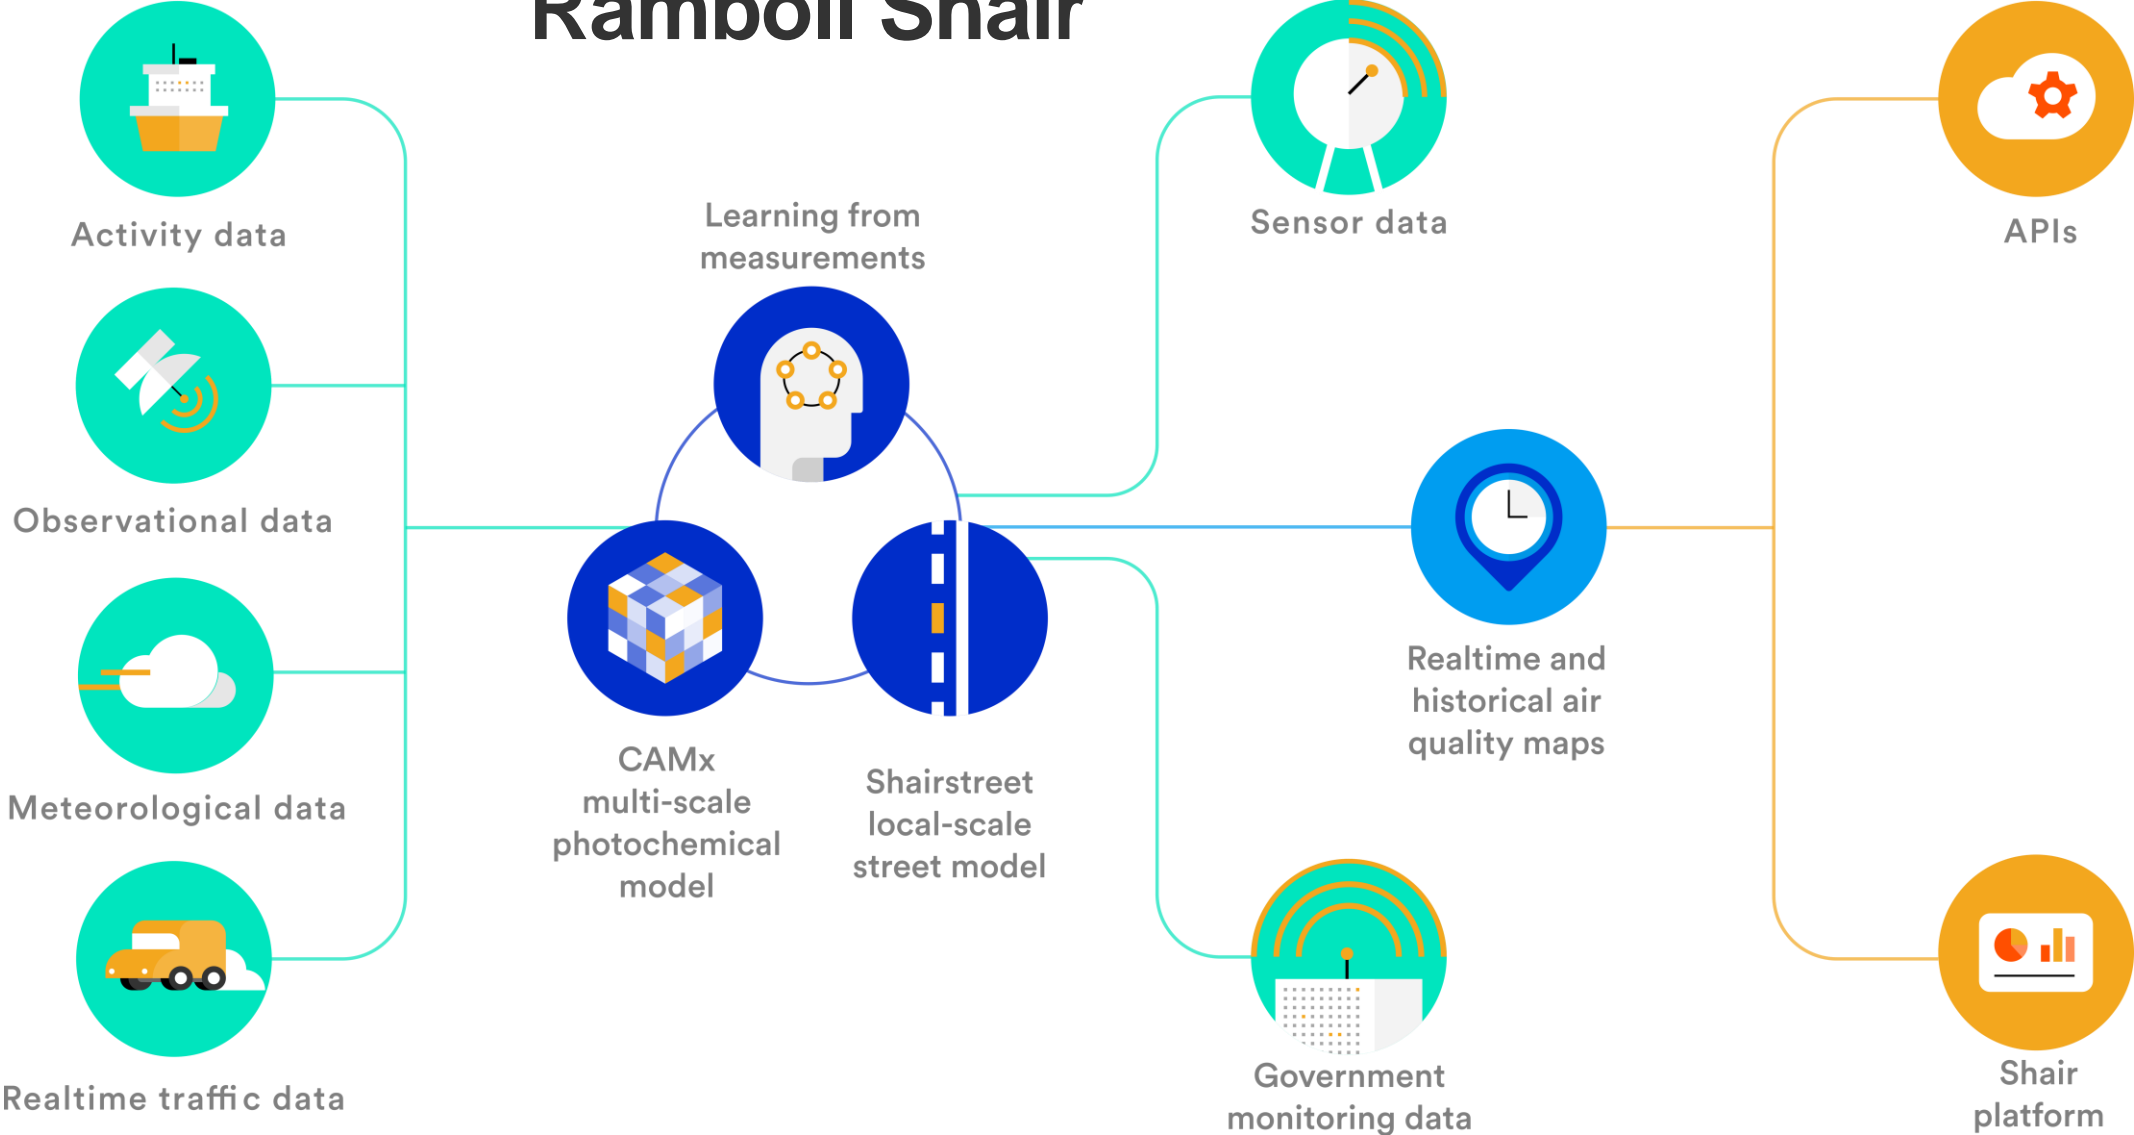 Ramboll Shair
Activity data
Observational data
Meteorological data
Realtime traffic data
Learning from
measurements
CAMx
multi-scale
photochemical
model
Shairstreet
local-scale
street model
Sensor data
Government
monitoring data
Realtime and
historical air
quality maps
APIs
Shair
platform